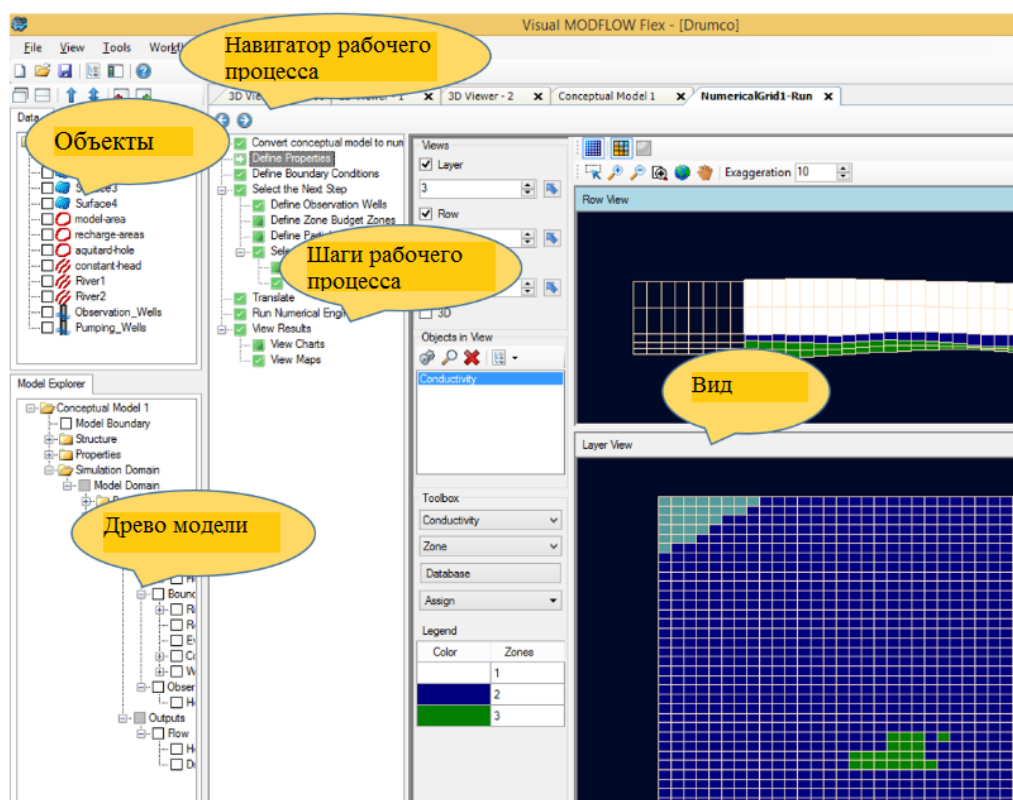 Visual MODFLOW Flex - [Drumco]
File View Tools
Навигатор рабочего
процесса
3D Viewer - 2
Conceptual Model 1
NumericalGrid1-Run
Data
Объекты
Surface4
model-area
recharge-areas
aquitard-hole
constant-head
River1
River2
Observation_Wells
Pumping_Wells
Convert conceptual model to num
Define Properties
Define Boundary Conditions
Select the Next Step
Define Observation Wells
Define Zone Budget Zones
Define
Шаги рабочего
процесса
Translate
Run Numerical
View Results
View Charts
View Maps
Views
Layer
3
Row
3D
Objects in View
Conductivity
Exaggeration 10
Row View
Вид
Layer View
Model Explorer
Conceptual Model 1
Model Boundary
Structure
Properties
Simulation Domain
Model Domain
Древо модели
Outputs
Flow
Toolbox
Conductivity
Zone
Database
Assign
Legend
Color Zones
1
2
3